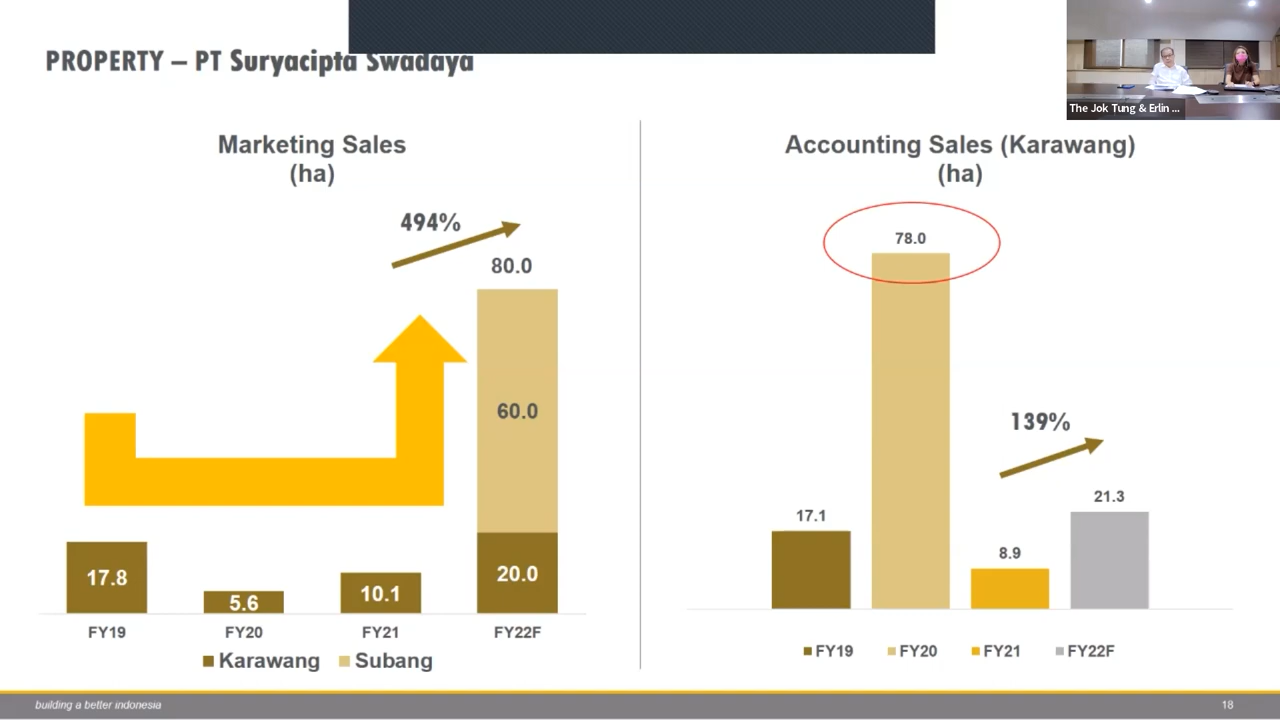 PROPERTY – PT Suryacipta Swadaya
The Jok Tung & Erlin ...
Marketing Sales
(ha)
494%
80.0
60.0
20.0
17.8
5.6
10.1
FY19 FY20 FY21 FY22F
Karawang Subang
Accounting Sales (Karawang)
(ha)
78.0
139%
17.1
8.9
21.3
FY19 FY20 FY21 FY22F
building a better indonesia
18